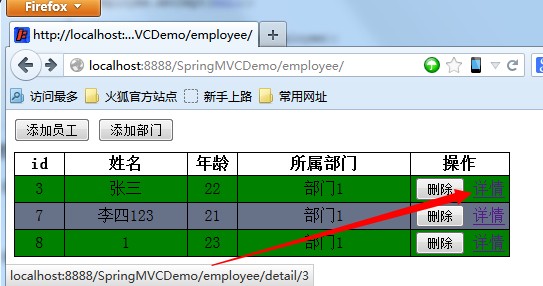 Firefox
http://localhost:...VCDemo/employee/
localhost:8888/SpringMVCDemo/employee/
访问最多 火狐官方站点 新手上路 常用网址
添加员工 添加部门
id 姓名 年龄 所属部门 操作
3 张三 22 部门1 删除 详情
7 李四123 21 部门1 删除 详情
8 1 23 部门1 删除 详情
localhost:8888/SpringMVCDemo/employee/detail/3